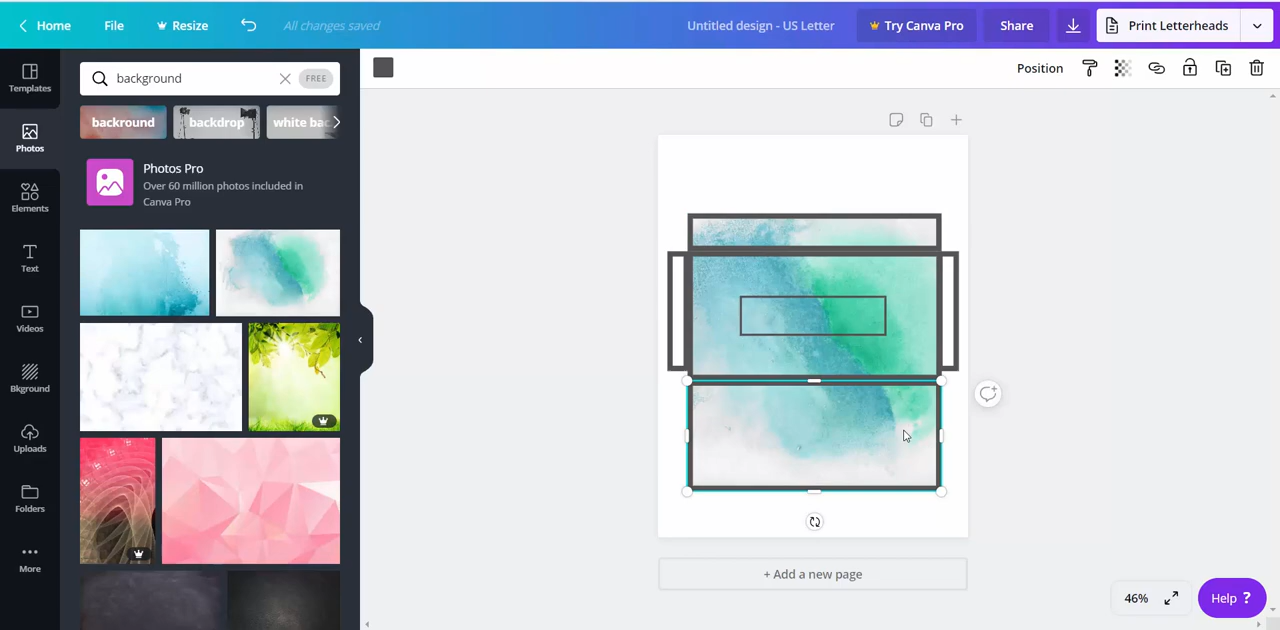 Home File Resize All changes saved Untitled design - US Letter Try Canva Pro Share Print Letterheads
Templates
Photos
Elements
Text
Videos
Bkground
Uploads
Folders
More
background FREE
backround backdrop white bac
Photos Pro
Over 60 million photos included in
Canva Pro
Position
+ Add a new page
46%
Help ?